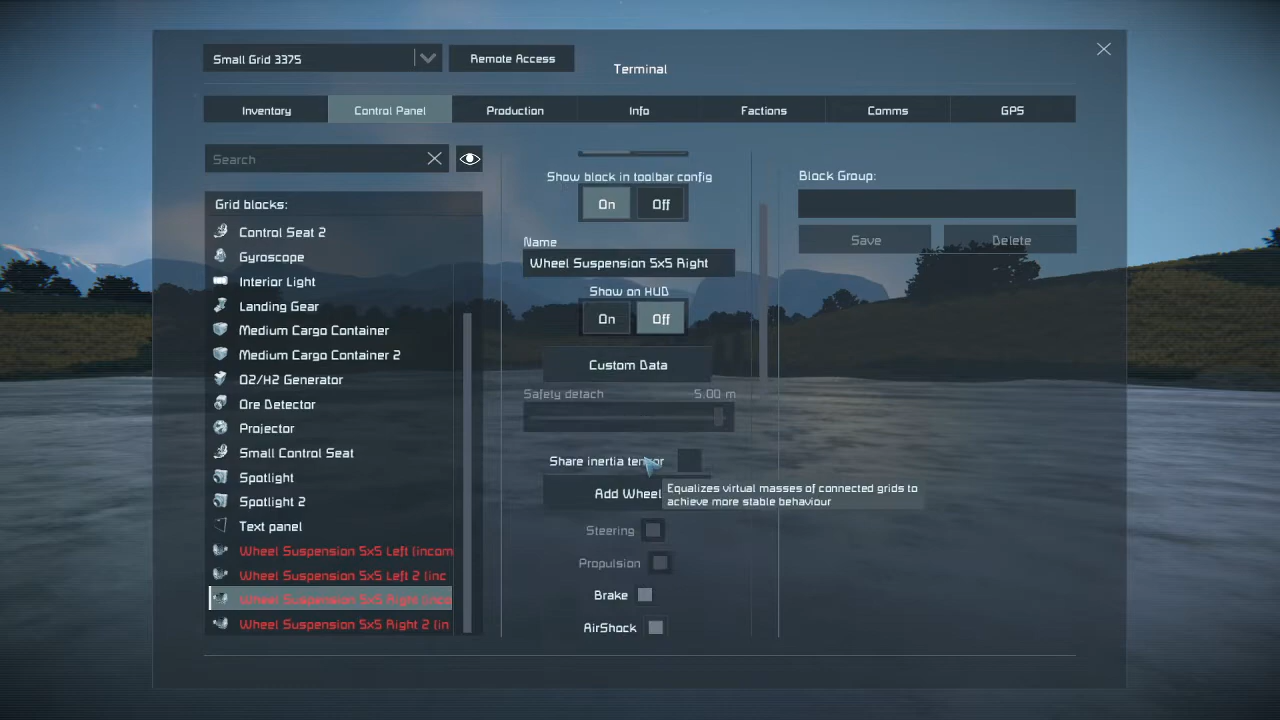 Small Grid 3375
Remote Access
Terminal
Inventory
Control Panel
Production
Info
Factions
Comms
GPS
Search
Grid blocks:
Control Seat 2
Gyroscope
Interior Light
Landing Gear
Medium Cargo Container
Medium Cargo Container 2
O2/H2 Generator
Ore Detector
Projector
Small Control Seat
Spotlight
Spotlight 2
Text panel
Wheel Suspension 5x5 Left (incom
Wheel Suspension 5x5 Left 2 (inc
Wheel Suspension 5x5 Right (inco
Wheel Suspension 5x5 Right 2 (in
Show block in toolbar config
On
Off
Name
Wheel Suspension 5x5 Right
Show on HUD
On
Off
Custom Data
Safety detach 5.00 m
Share inertia tensor
Add Wheel
Equalizes virtual masses of connected grids to
achieve more stable behaviour
Steering
Propulsion
Brake
AirShock
Block Group:
Save
Delete